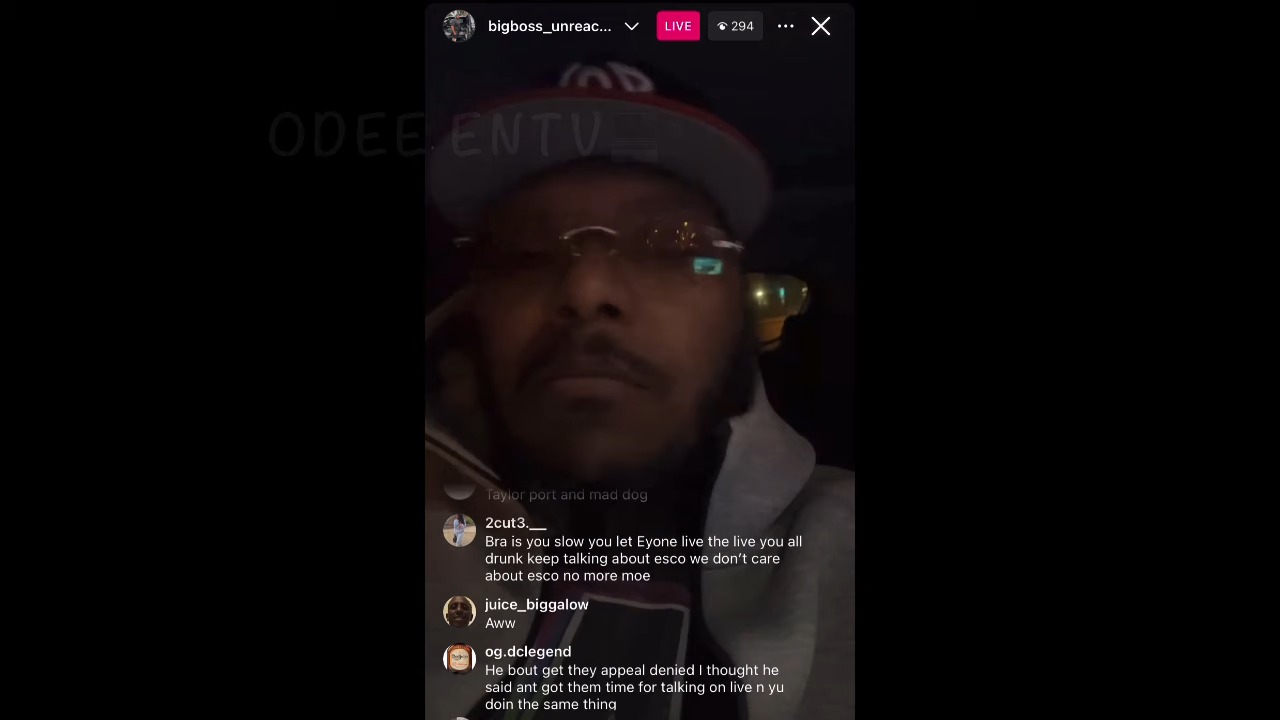 bigboss_unreac...
LIVE
294
ODEE ENTV
Taylor port and mad dog
2cut3.__
Bra is you slow you let Eyone live the live you all
drunk keep talking about esco we don’t care
about esco no more moe
juice_biggalow
Aww
og.dclegend
He bout get they appeal denied I thought he
said ant got them time for talking on live n yu
doin the same thing